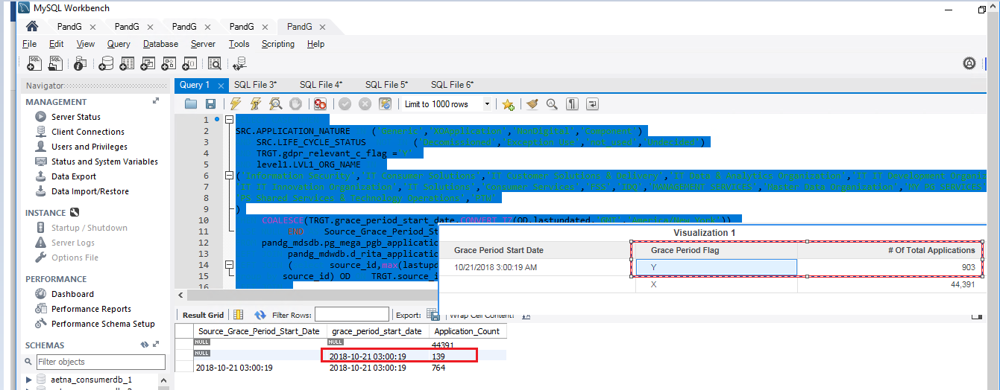 MySQL Workbench
PandG PandG PandG PandG PandG
File Edit View Query Database Server Tools Scripting Help
Navigator
MANAGEMENT
Server Status
Client Connections
Users and Privileges
Status and System Variables
Data Export
Data Import/Restore
INSTANCE
Startup / Shutdown
Server Logs
Options File
PERFORMANCE
Dashboard
Performance Reports
Performance Schema Setup
SCHEMAS
Filter objects
aetna_consumerdb_1
Query 1 SQL File 3* SQL File 4* SQL File 5* SQL File 6*
Limit to 1000 rows
1
2 SRC.APPLICATION_NATURE ('Generic','XOApplication','NonDigital','Component')
3 SRC.LIFE_CYCLE_STATUS ('Decomissioned','Exception Use','not used','Undecided')
4 TRGT.gdpr_relevant_c_flag ='Y'
5 level1.LVL1_ORG_NAME
6 ('Information Security','IT Consumer Solutions','IT Customer Solutions & Delivery','IT Data & Analytics Organization','IT IT Development Organiz
7 'IT IT Innovation Organization','IT Solutions','Consumer Services','FSS','IDQ','MANAGEMENT SERVICES','Master Data Organization','MY PG SERVICES'
8 'PS Shared Services & Technology Operations','PTW'
9 )
10 COALESCE(TRGT.grace_period_start_date,CONVERT_TZ(OD.lastupdated,'GMT','America/New_York'))
11 END Source_Grace_Period_St
12 pandg_mdsdb.pg_mega_pgb_applicatio
13 pandg_mdwdb.d_rita_applicatio
14 ( source_id,max(lastupd
15 source_id) OD TRGT.source_i
16
Visualization 1
Grace Period Start Date Grace Period Flag # Of Total Applications
10/21/2018 3:00:19 AM Y 903
X 44,391
Result Grid Filter Rows: Export: Wrap Cell Content:
Source_Grace_Period_Start_Date grace_period_start_date Application_Count
NULL NULL 44391
NULL 2018-10-21 03:00:19 139
2018-10-21 03:00:19 2018-10-21 03:00:19 764